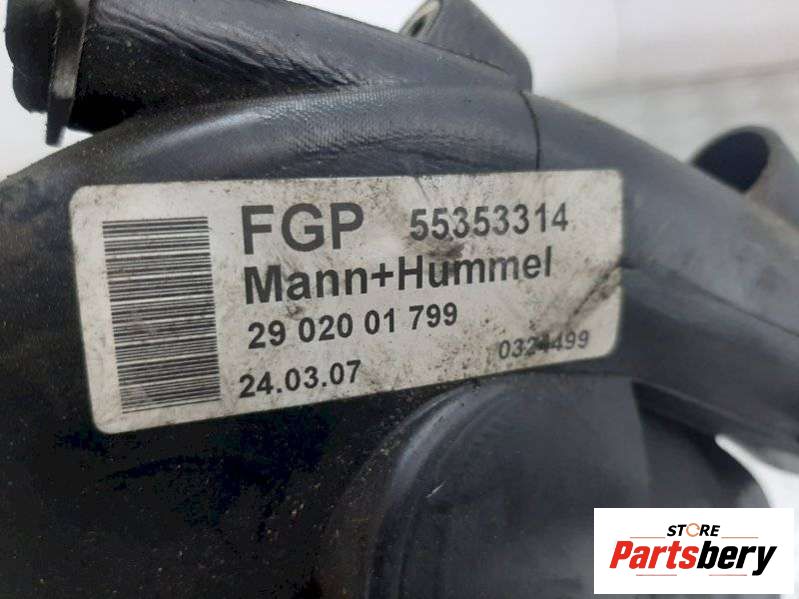 FGP 55353314
Mann+Hummel
29 020 01 799
24.03.07 0324499
STORE
Partsbery